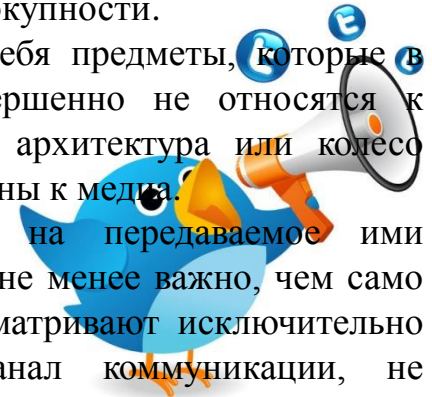 окупности.
ебя предметы, которые в
ершенно не относятся к
архитектура или колесо
ны к медиа.
на передаваемое ими
не менее важно, чем само
матривают исключительно
анал коммуникации, не